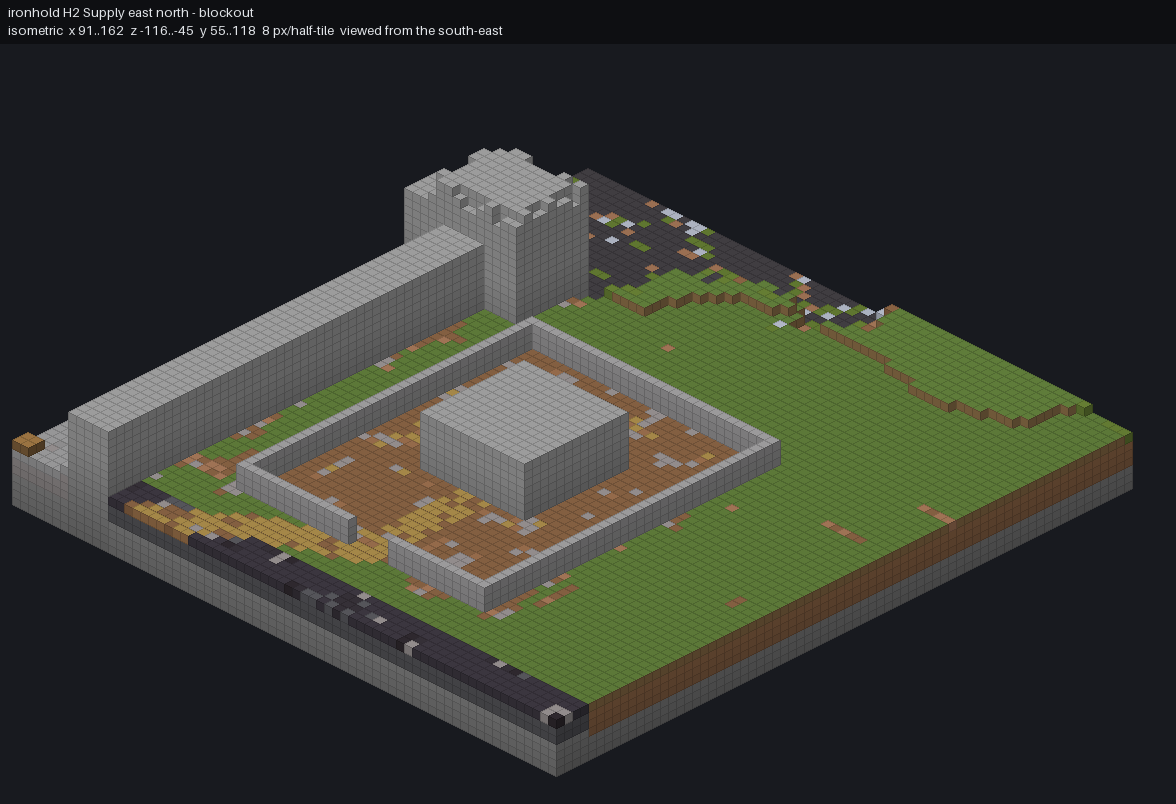 ironhold H2 Supply east north - blockout
isometric x 91..162 z -116..-45 y 55..118 8 px/half-tile viewed from the south-east